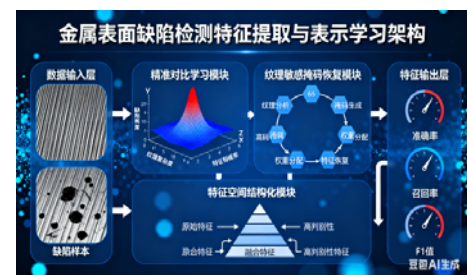 金属表面缺陷检测特征提取与表示学习架构
数据输入层
缺陷样本
精准对比学习模块
Y
Z
X
纹理敏感掩码恢复模块
纹理分析
掩码生成
高码掩码
权重
分配
权重分配
特征恢复
特征空间结构化模块
原始特征
高判别性
融合特征
高判别性特征
特征输出层
准确率
召回率
F1值
豆包AI生成